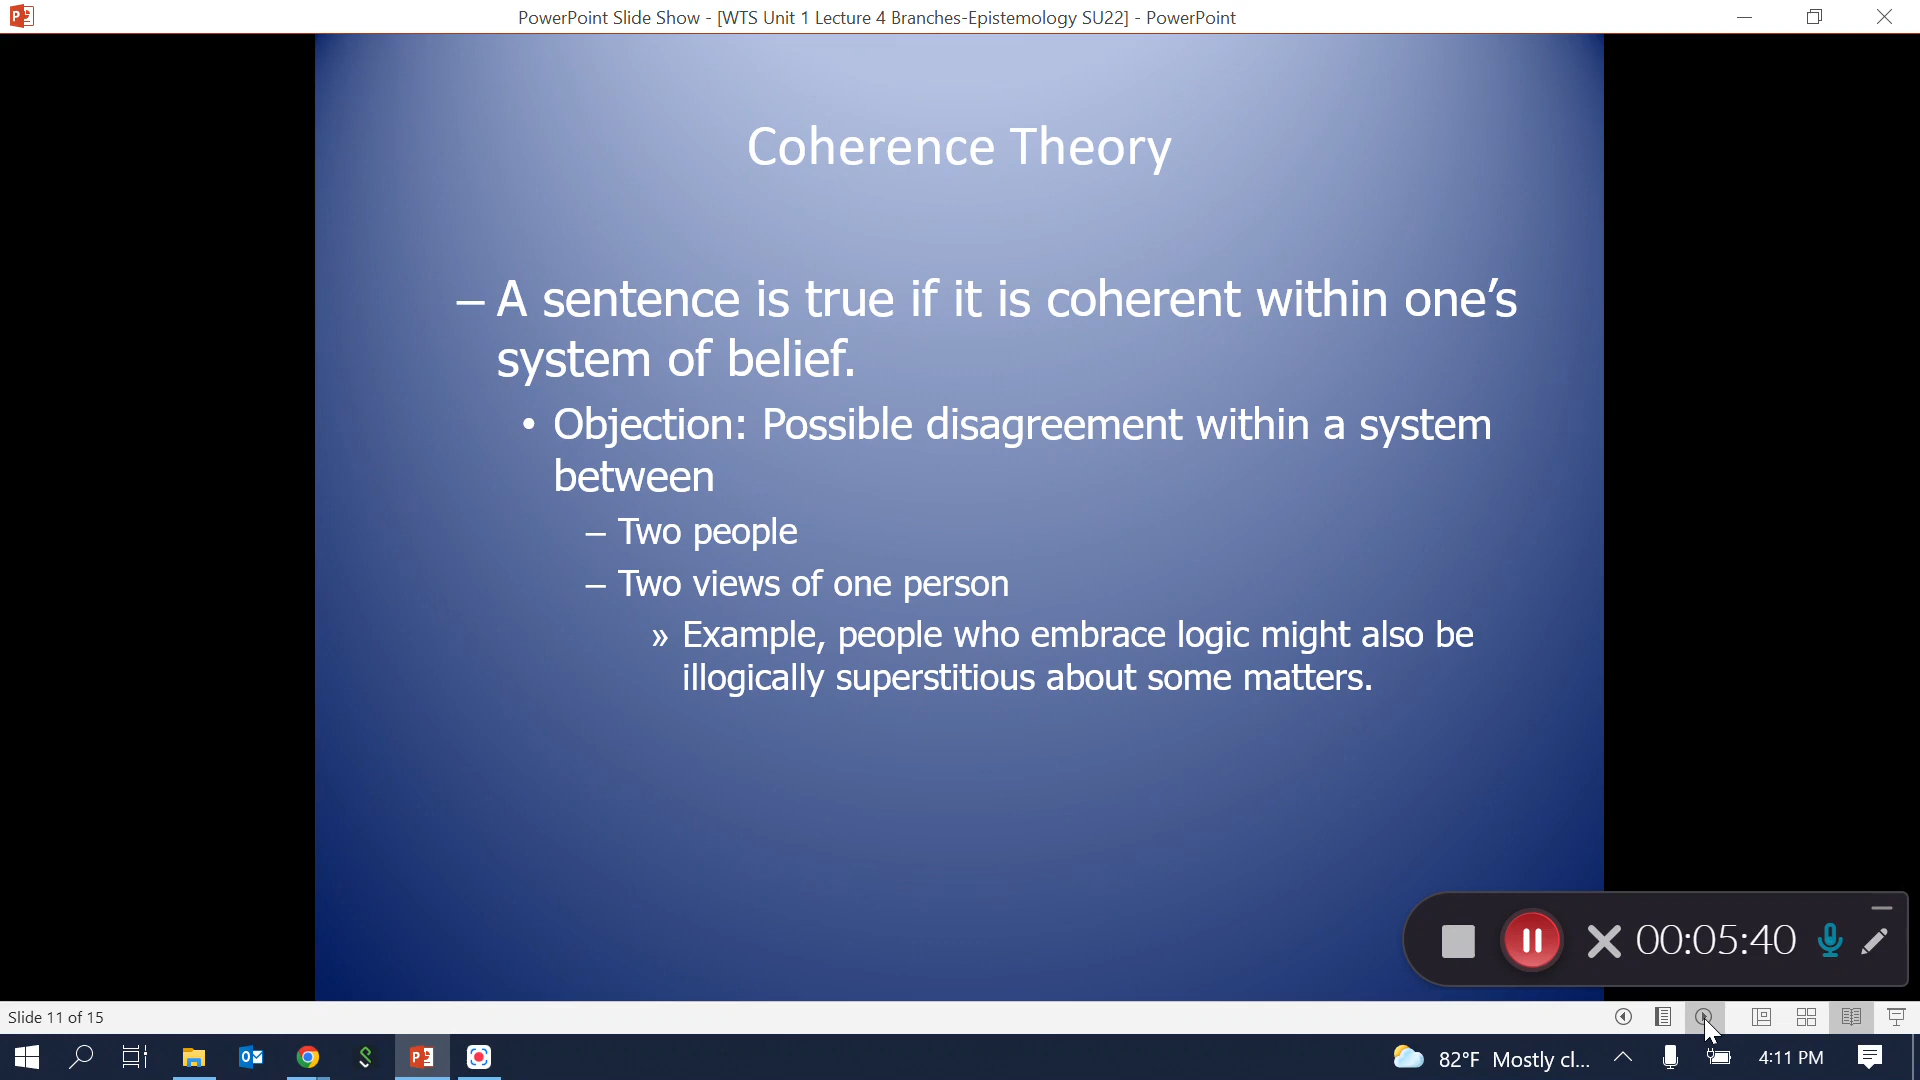 PowerPoint Slide Show - [WTS Unit 1 Lecture 4 Branches-Epistemology SU22] - PowerPoint
Coherence Theory
– A sentence is true if it is coherent within one’s
system of belief.
• Objection: Possible disagreement within a system
between
– Two people
– Two views of one person
» Example, people who embrace logic might also be
illogically superstitious about some matters.
00:05:40
Slide 11 of 15
82°F Mostly cl...
4:11 PM